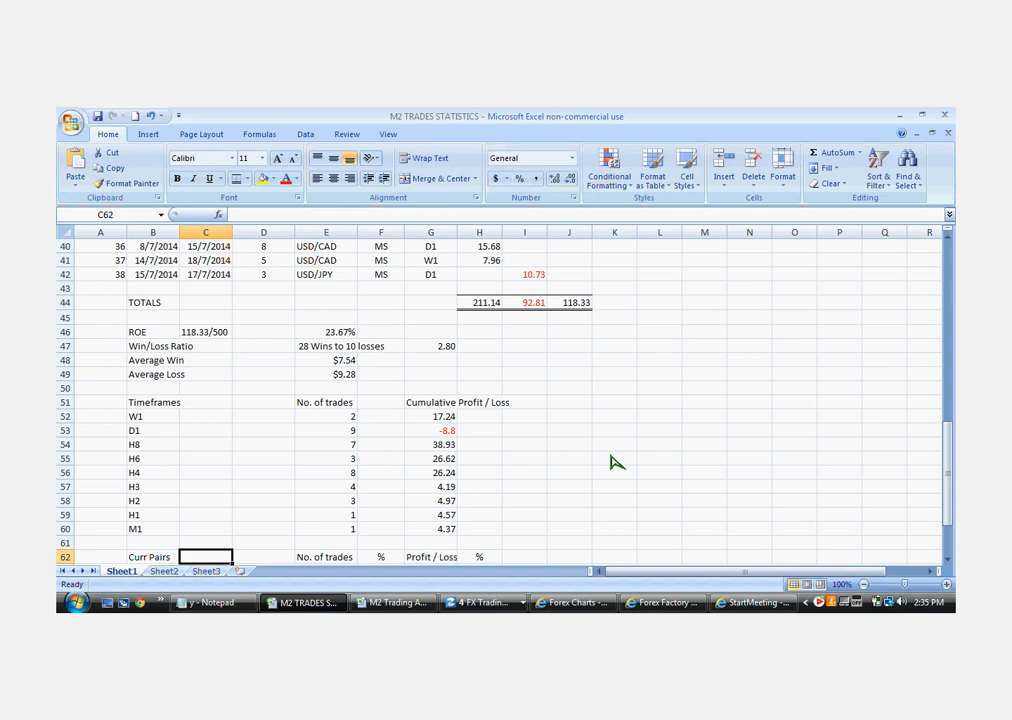 M2 TRADES STATISTICS - Microsoft Excel non-commercial use
Home Insert Page Layout Formulas Data Review View
Cut
Copy
Format Painter
Paste
Clipboard
Calibri 11
B I U
Font
Wrap Text
Merge & Center
Alignment
General
$ % ,
Number
Conditional Formatting
Format as Table
Cell Styles
Styles
Insert Delete Format
Cells
Σ AutoSum
Fill
Clear
Sort & Filter
Find & Select
Editing
C62 fx
A B C D E F G H I J K L M N O P Q R
40 36 8/7/2014 15/7/2014 8 USD/CAD MS D1 15.68
41 37 14/7/2014 18/7/2014 5 USD/CAD MS W1 7.96
42 38 15/7/2014 17/7/2014 3 USD/JPY MS D1 10.73
43
44 TOTALS 211.14 92.81 118.33
45
46 ROE 118.33/500 23.67%
47 Win/Loss Ratio 28 Wins to 10 losses 2.80
48 Average Win $7.54
49 Average Loss $9.28
50
51 Timeframes No. of trades Cumulative Profit / Loss
52 W1 2 17.24
53 D1 9 -8.8
54 H8 7 38.93
55 H6 3 26.62
56 H4 8 26.24
57 H3 4 4.19
58 H2 3 4.97
59 H1 1 4.57
60 M1 1 4.37
61
62 Curr Pairs No. of trades % Profit / Loss %
Sheet1 Sheet2 Sheet3
Ready 100%
y - Notepad M2 TRADES S... M2 Trading A... 4 FX Tradin... Forex Charts -... Forex Factory ... StartMeeting -... 2:35 PM